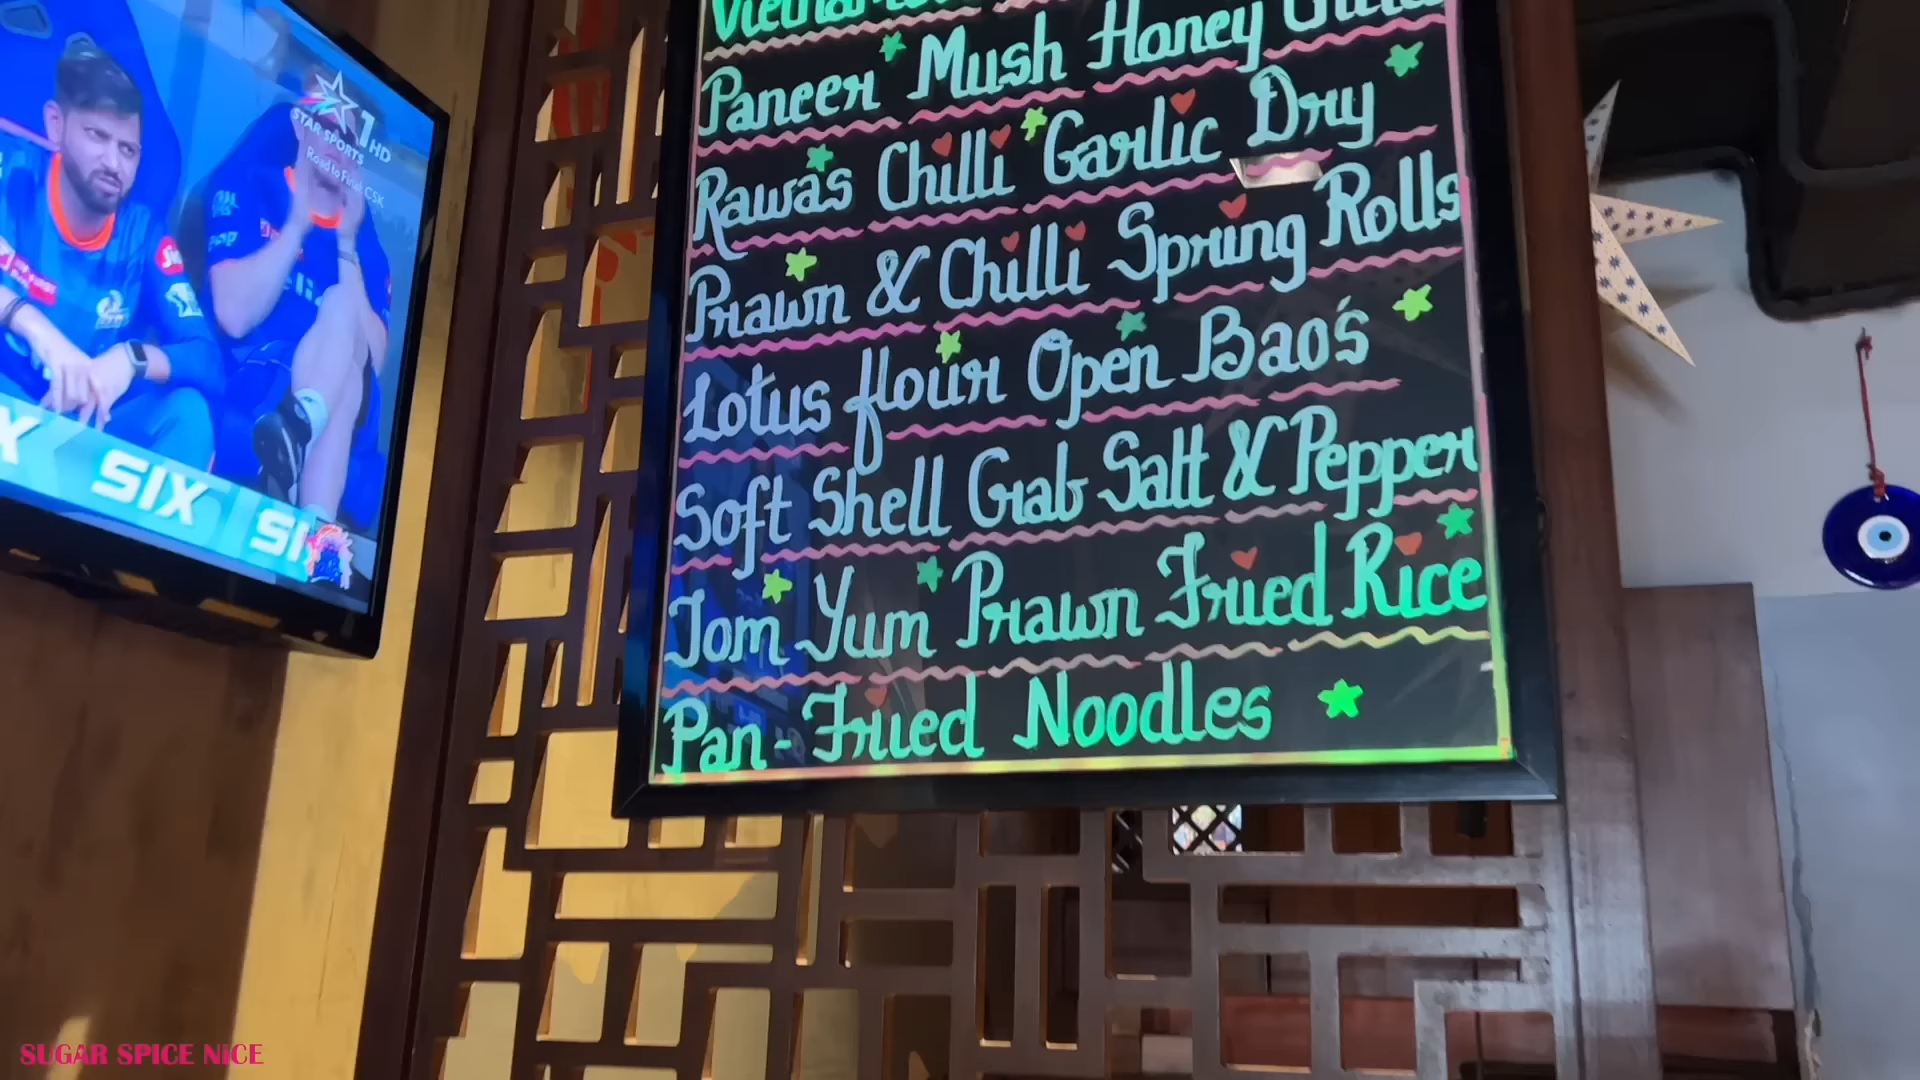 STAR SPORTS 1 HD
Road to Final: CSK
SIX
Paneer Mush Honey
Rawas Chilli Garlic Dry
Prawn & Chilli Spring Rolls
Lotus flour Open Bao's
Soft Shell Crab Salt & Pepper
Tom Yum Prawn Fried Rice
Pan-Fried Noodles
SUGAR SPICE NICE